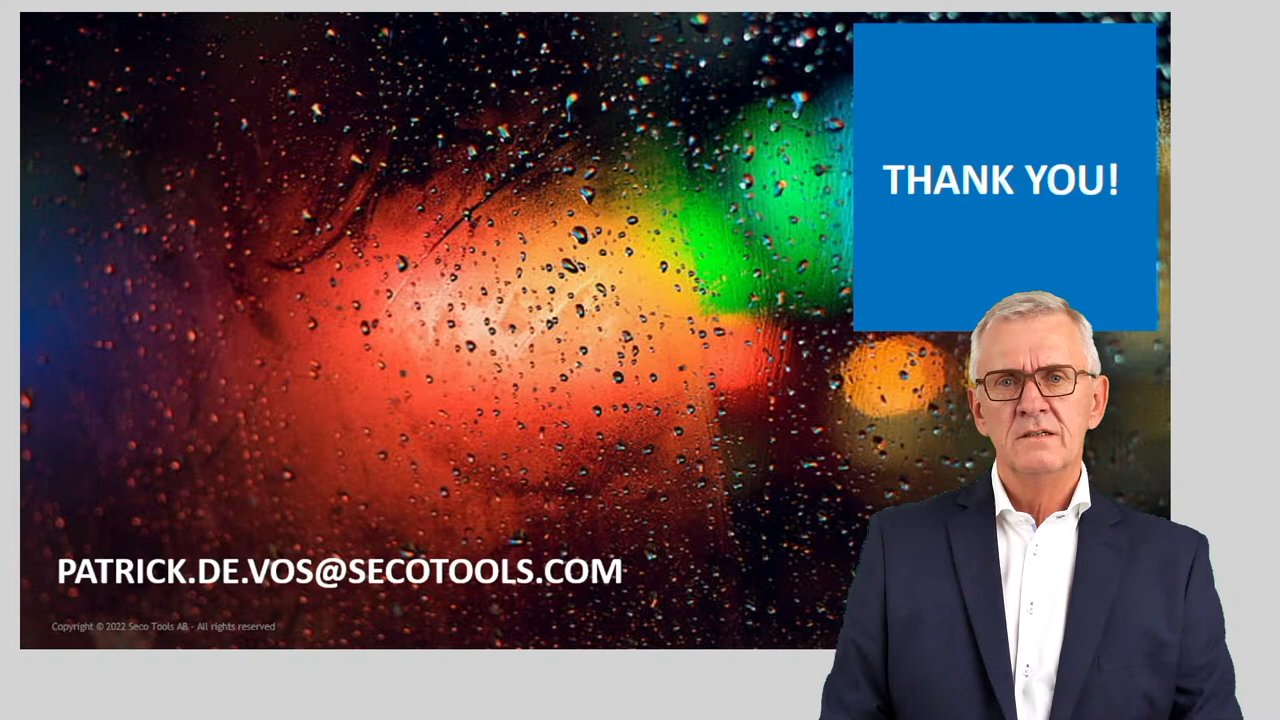 THANK YOU!
PATRICK.DE.VOS@SECOTOOLS.COM
Copyright © 2022 Seco Tools AB - All rights reserved